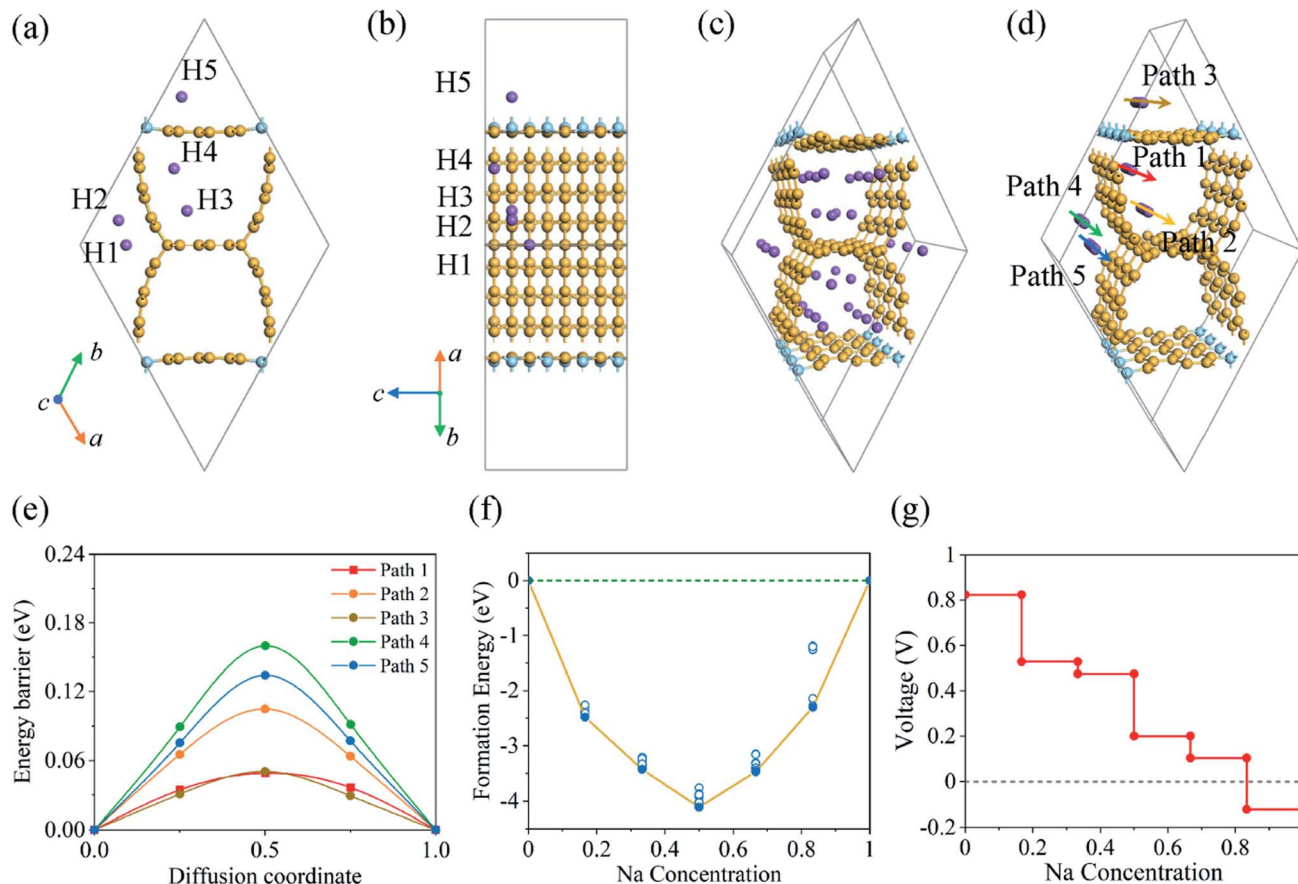 (a)
H5
H4
H2
H3
H1
b
c
a
(b)
H5
H4
H3
H2
H1
a
c
b
(c)
(d)
Path 3
Path 1
Path 4
Path 2
Path 5
(e)
0.24
0.18
0.12
0.06
0.00
Energy barrier (eV)
Path 1
Path 2
Path 3
Path 4
Path 5
0.0
0.5
1.0
Diffusion coordinate
(f)
0
-1
-2
-3
-4
Formation Energy (eV)
0
0.2
0.4
0.6
0.8
1
Na Concentration
(g)
1
0.8
0.6
0.4
0.2
0
-0.2
Voltage (V)
0
0.2
0.4
0.6
0.8
1
Na Concentration